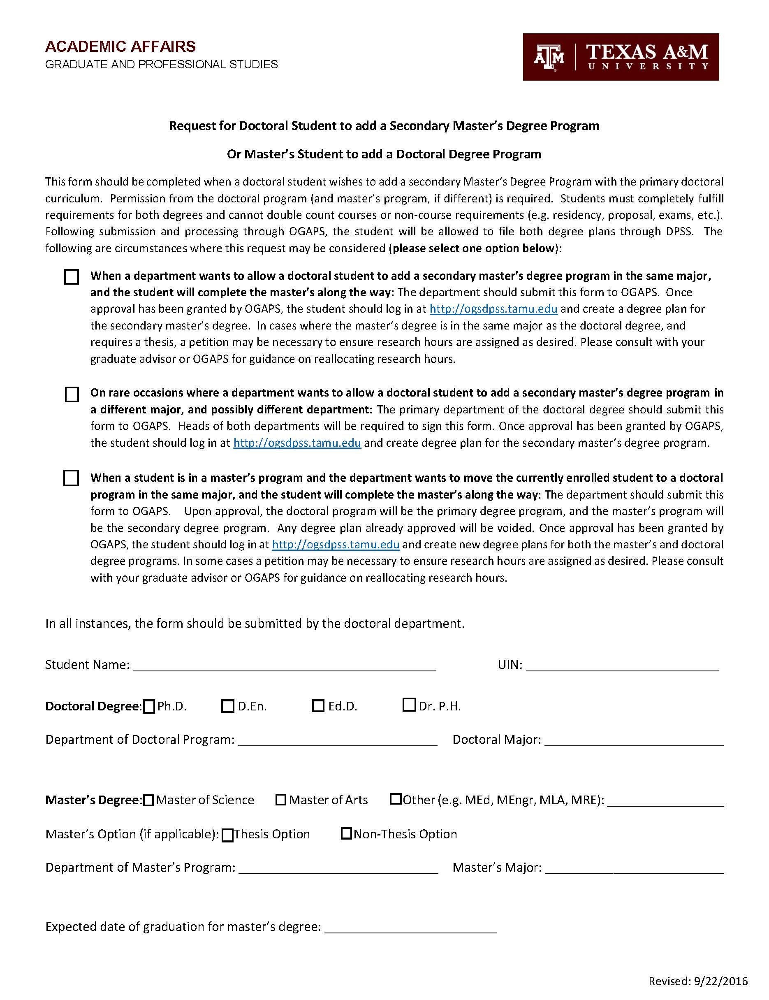 ACADEMIC AFFAIRS
GRADUATE AND PROFESSIONAL STUDIES
ATM | TEXAS A&M
UNIVERSITY
Request for Doctoral Student to add a Secondary Master’s Degree Program
Or Master’s Student to add a Doctoral Degree Program
This form should be completed when a doctoral student wishes to add a secondary Master’s Degree Program with the primary doctoral
curriculum. Permission from the doctoral program (and master’s program, if different) is required. Students must completely fulfill
requirements for both degrees and cannot double count courses or non-course requirements (e.g. residency, proposal, exams, etc.).
Following submission and processing through OGAPS, the student will be allowed to file both degree plans through DPSS. The
following are circumstances where this request may be considered (please select one option below):
When a department wants to allow a doctoral student to add a secondary master’s degree program in the same major,
and the student will complete the master’s along the way: The department should submit this form to OGAPS. Once
approval has been granted by OGAPS, the student should log in at http://ogsdpss.tamu.edu and create a degree plan for
the secondary master’s degree. In cases where the master’s degree is in the same major as the doctoral degree, and
requires a thesis, a petition may be necessary to ensure research hours are assigned as desired. Please consult with your
graduate advisor or OGAPS for guidance on reallocating research hours.
On rare occasions where a department wants to allow a doctoral student to add a secondary master’s degree program in
a different major, and possibly different department: The primary department of the doctoral degree should submit this
form to OGAPS. Heads of both departments will be required to sign this form. Once approval has been granted by OGAPS,
the student should log in at http://ogsdpss.tamu.edu and create degree plan for the secondary master’s degree program.
When a student is in a master’s program and the department wants to move the currently enrolled student to a doctoral
program in the same major, and the student will complete the master’s along the way: The department should submit this
form to OGAPS. Upon approval, the doctoral program will be the primary degree program, and the master’s program will
be the secondary degree program. Any degree plan already approved will be voided. Once approval has been granted by
OGAPS, the student should log in at http://ogsdpss.tamu.edu and create new degree plans for both the master’s and doctoral
degree programs. In some cases a petition may be necessary to ensure research hours are assigned as desired. Please consult
with your graduate advisor or OGAPS for guidance on reallocating research hours.
In all instances, the form should be submitted by the doctoral department.
Student Name: ____________ UIN: ____________
Doctoral Degree: Ph.D. D.En. Ed.D. Dr. P.H.
Department of Doctoral Program: ____________ Doctoral Major: ____________
Master’s Degree: Master of Science Master of Arts Other (e.g. MEd, MEngr, MLA, MRE): ____________
Master’s Option (if applicable): Thesis Option Non-Thesis Option
Department of Master’s Program: ____________ Master’s Major: ____________
Expected date of graduation for master’s degree: ____________
Revised: 9/22/2016